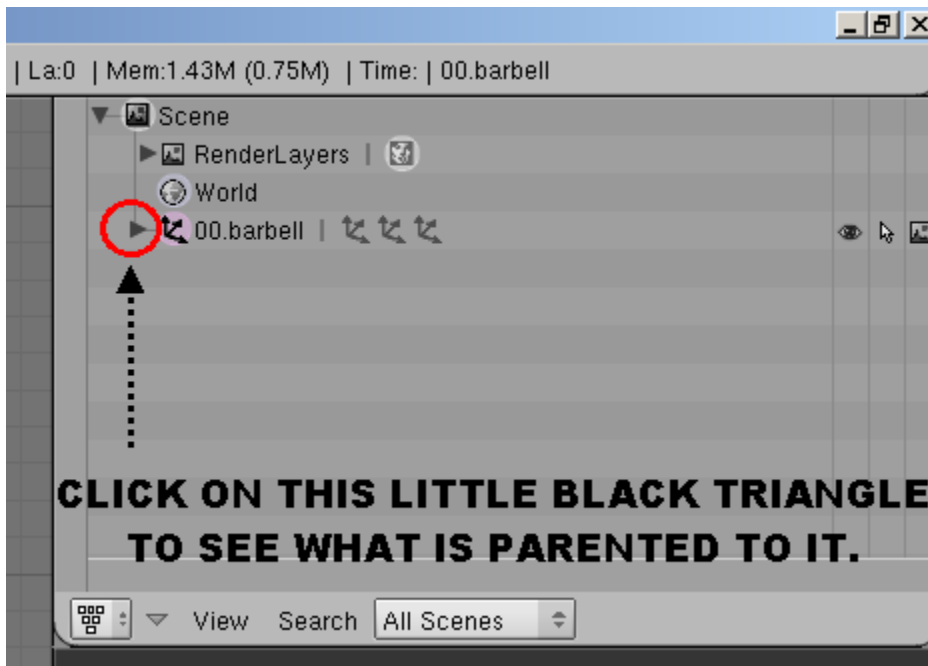 | La:0 | Mem:1.43M (0.75M) | Time: | 00.barbell
Scene
RenderLayers |
World
00.barbell |
CLICK ON THIS LITTLE BLACK TRIANGLE
TO SEE WHAT IS PARENTED TO IT.
View Search All Scenes